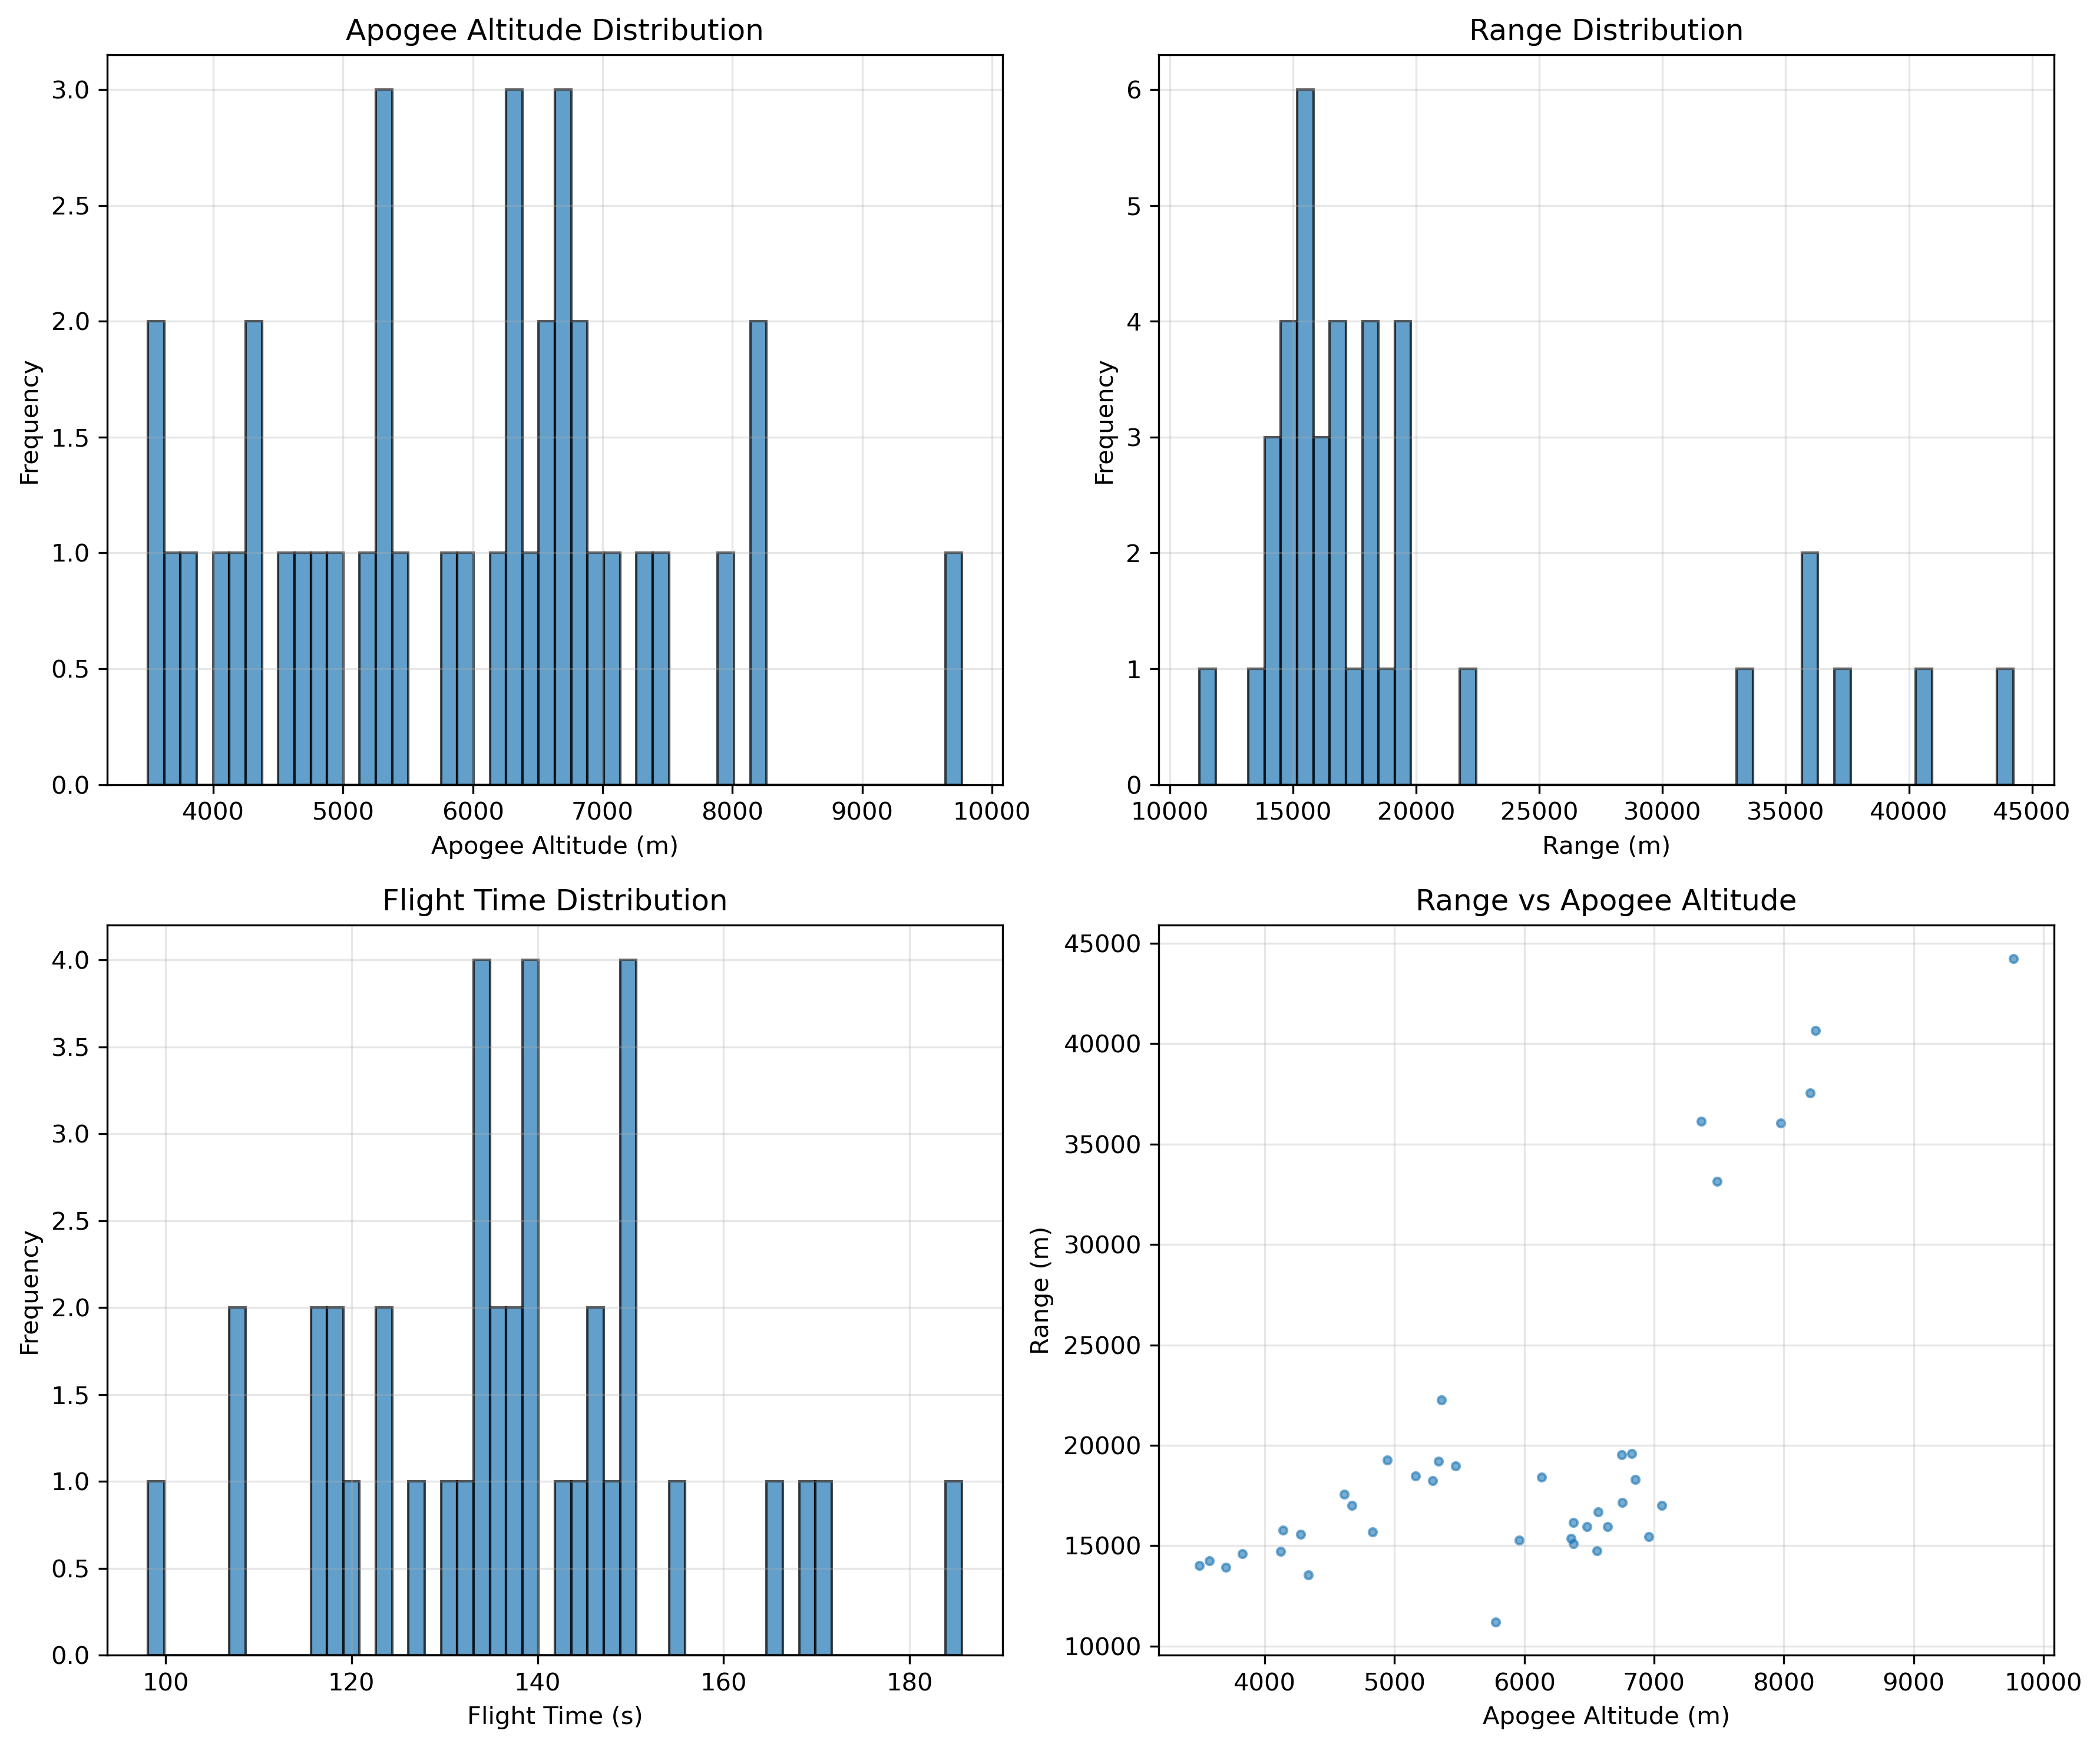 Apogee Altitude Distribution
Frequency
3.0
2.5
2.0
1.5
1.0
0.5
0.0
4000 5000 6000 7000 8000 9000 10000
Apogee Altitude (m)
Range Distribution
Frequency
6
5
4
3
2
1
0
10000 15000 20000 25000 30000 35000 40000 45000
Range (m)
Flight Time Distribution
Frequency
4.0
3.5
3.0
2.5
2.0
1.5
1.0
0.5
0.0
100 120 140 160 180
Flight Time (s)
Range vs Apogee Altitude
Range (m)
45000
40000
35000
30000
25000
20000
15000
10000
4000 5000 6000 7000 8000 9000 10000
Apogee Altitude (m)